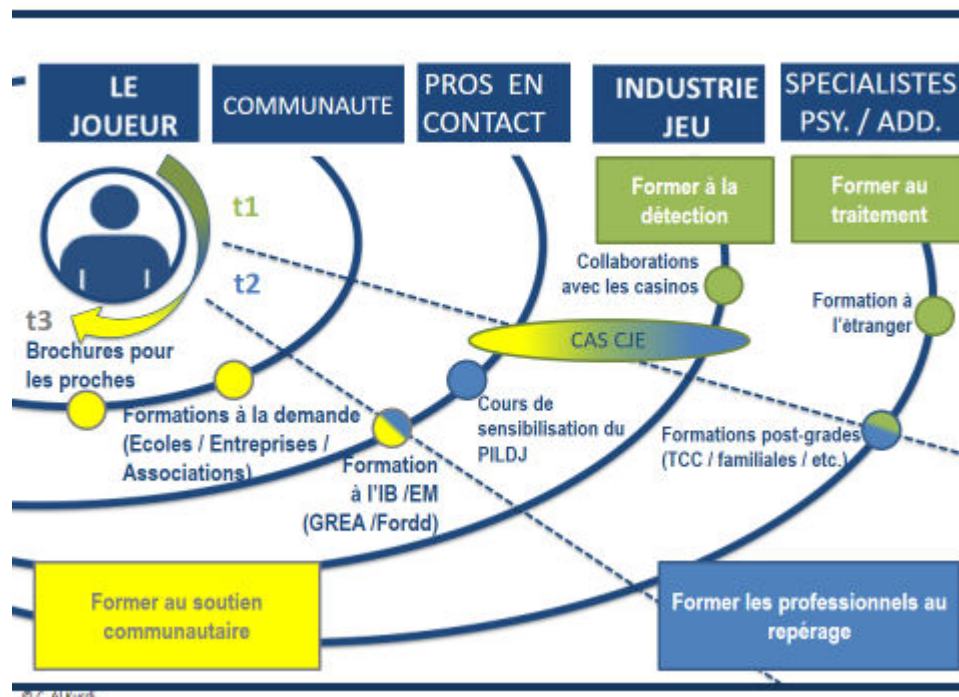 LE
JOUEUR
COMMUNAUTE
PROS EN
CONTACT
INDUSTRIE
JEU
SPECIALISTES
PSY. / ADD.
t1
t2
t3
Former à la
détection
Former au
traitement
Collaborations
avec les casinos
Formation à
l'ètranger
CAS CJE
Brochures pour
les proches
Formations à la demande
(Ecoles / Entreprises /
Associations)
Formation
à l'IB /EM
(GREA /Fordd)
Cours de
sensibilisation du
PILDJ
Formations post-grades
(TCC / familiales / etc.)
Former au soutien
communautaire
Former les professionnels au
repérage